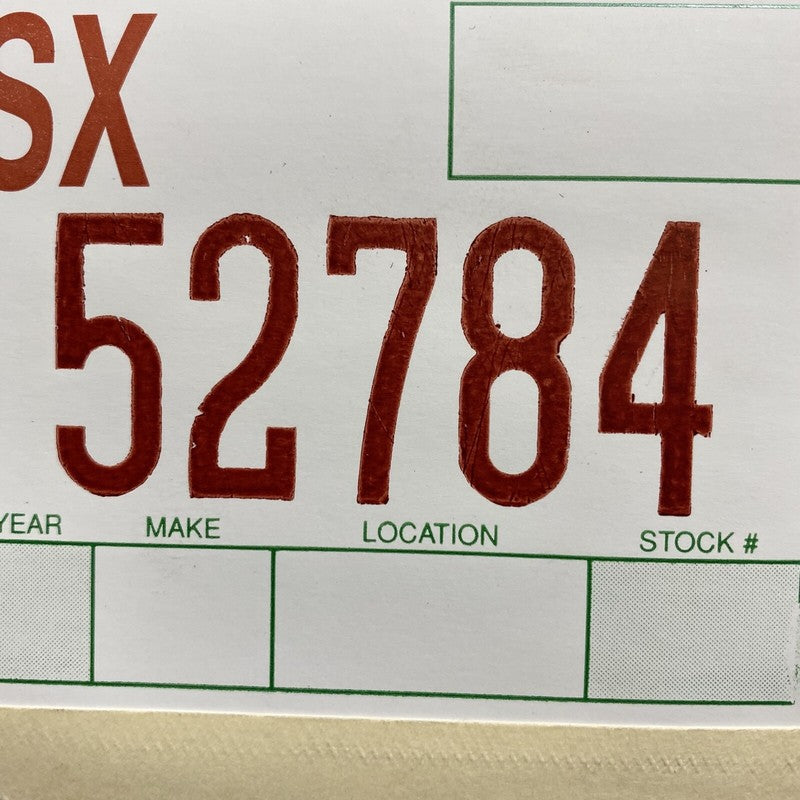 SX
52784
YEAR MAKE LOCATION STOCK #